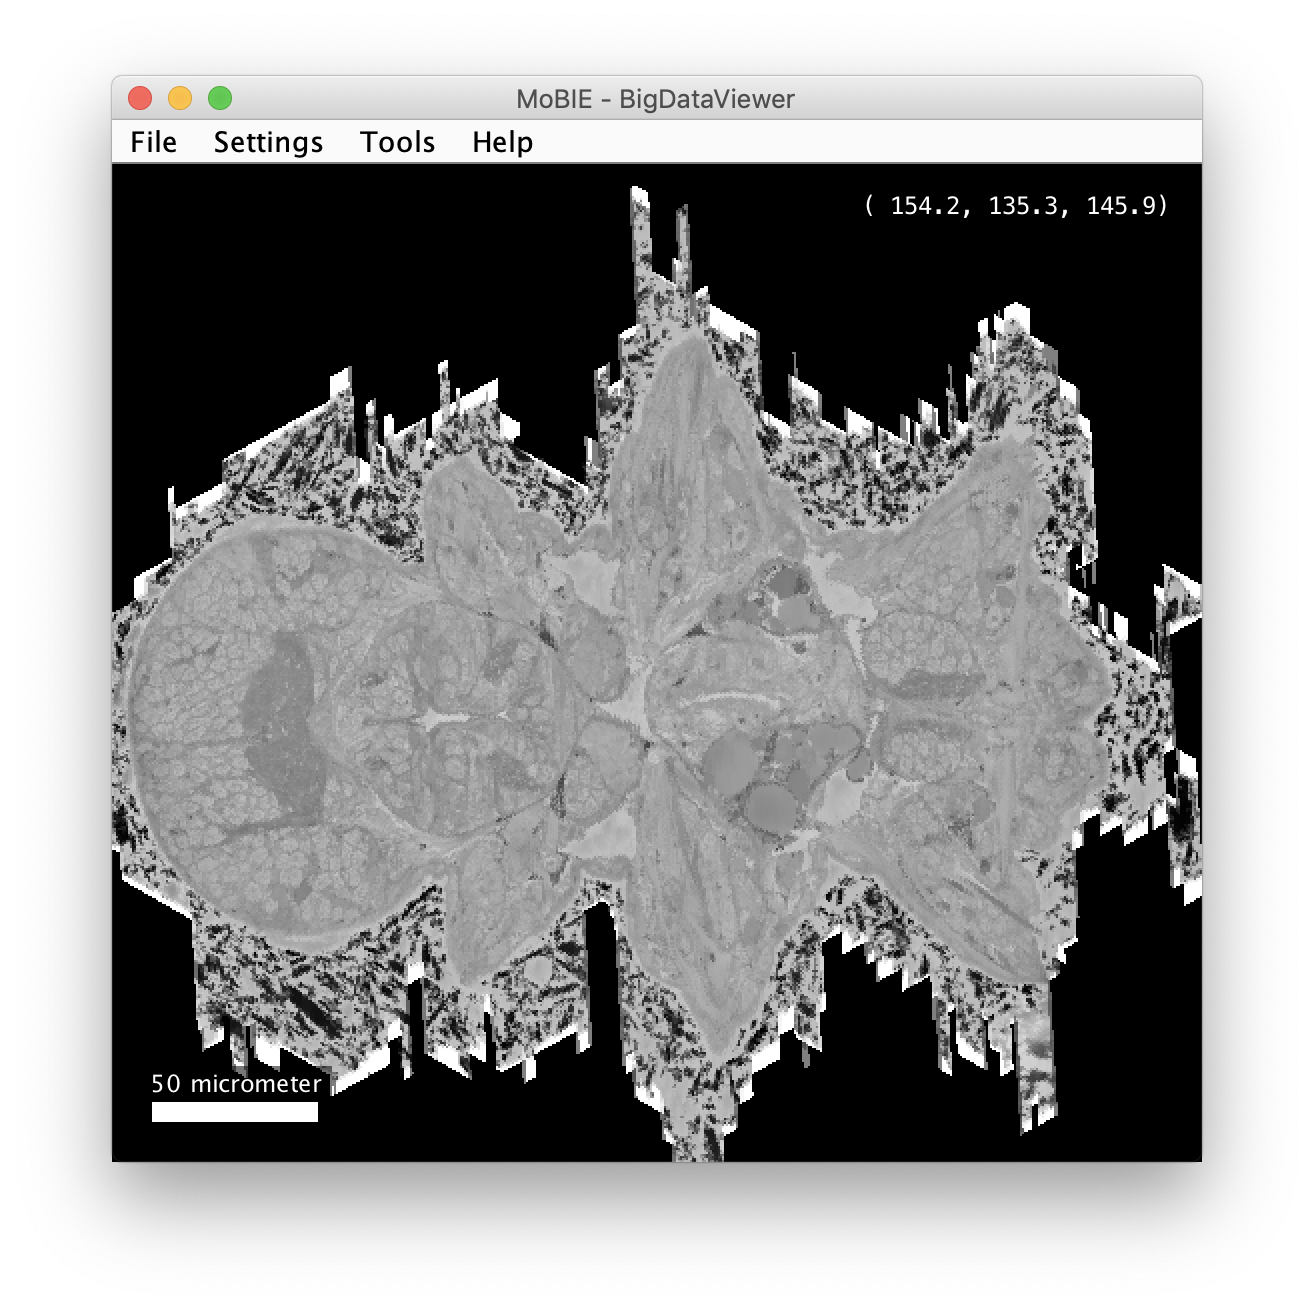 MoBIE - BigDataViewer
File Settings Tools Help
( 154.2, 135.3, 145.9)
50 micrometer